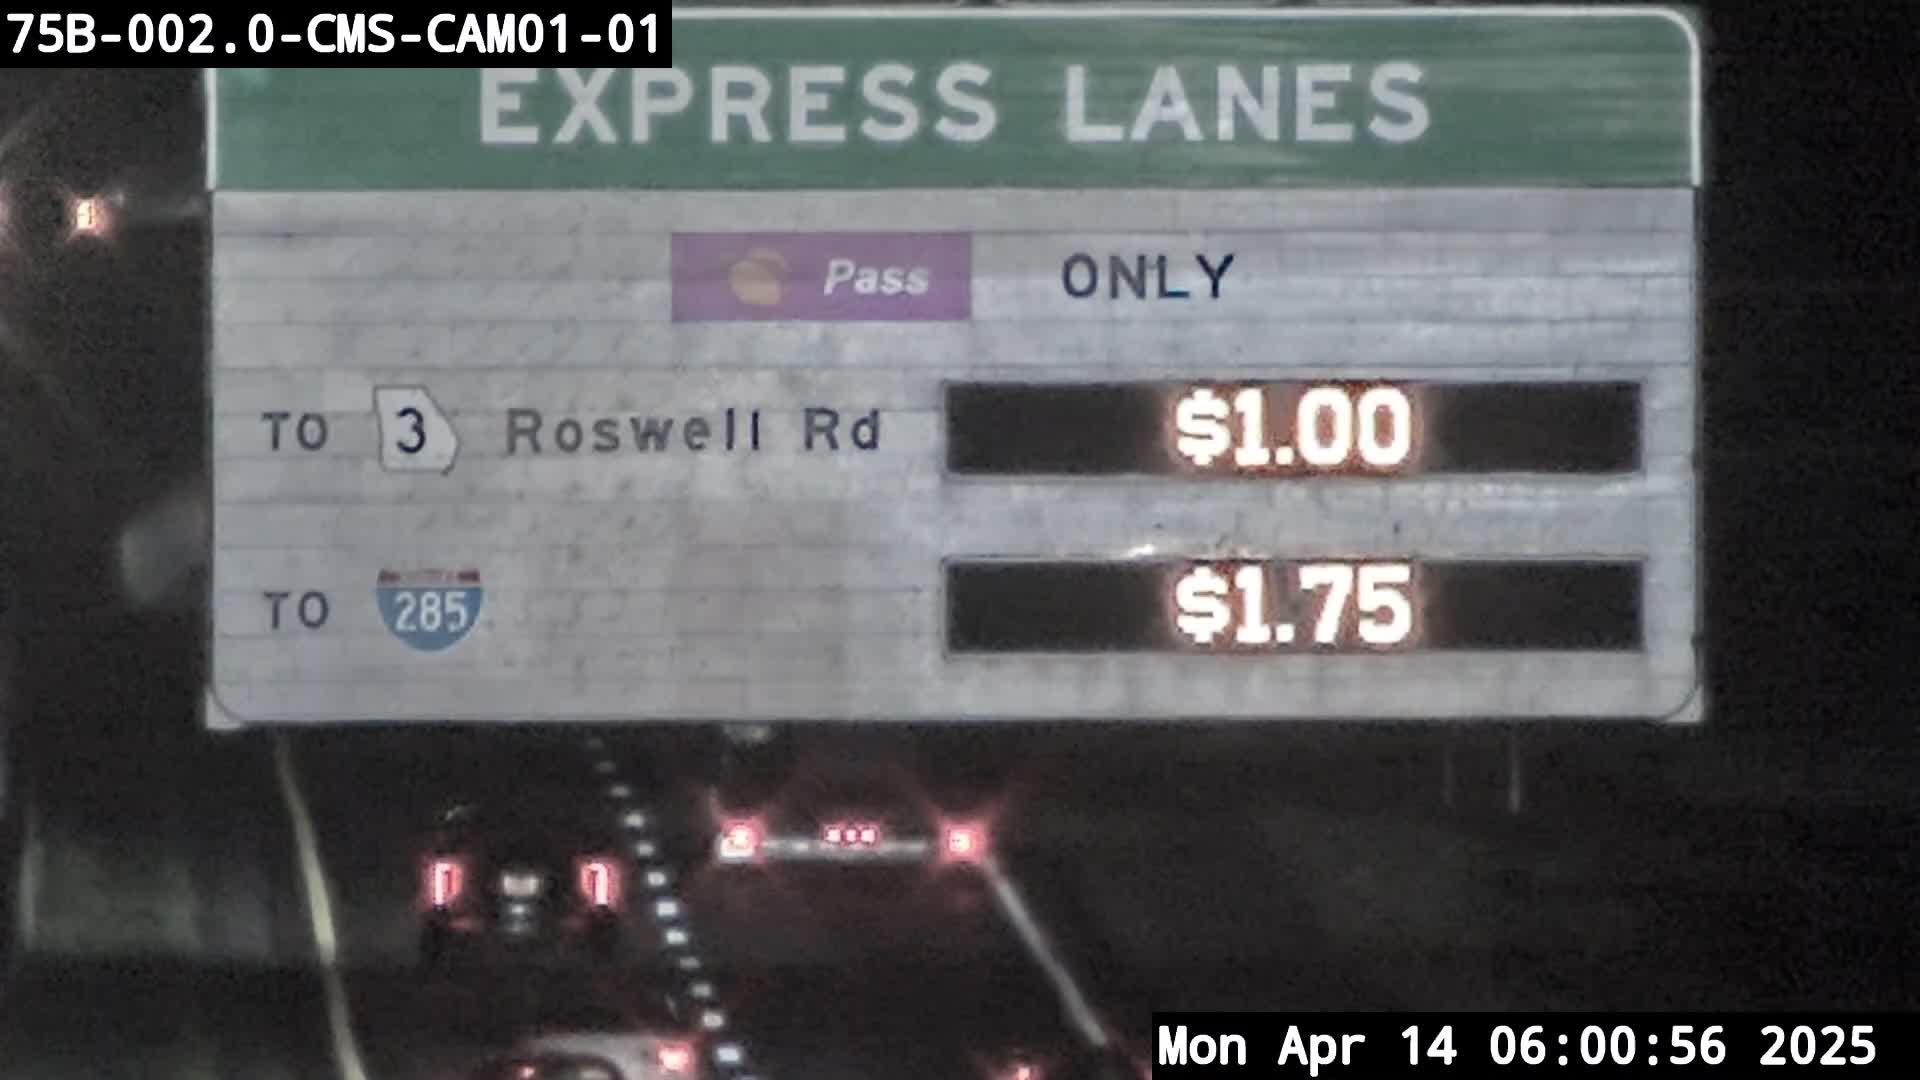 75B-002.0-CMS-CAM01-01
EXPRESS LANES
Pass ONLY
TO 3 Roswell Rd $1.00
TO 285 $1.75
Mon Apr 14 06:00:56 2025